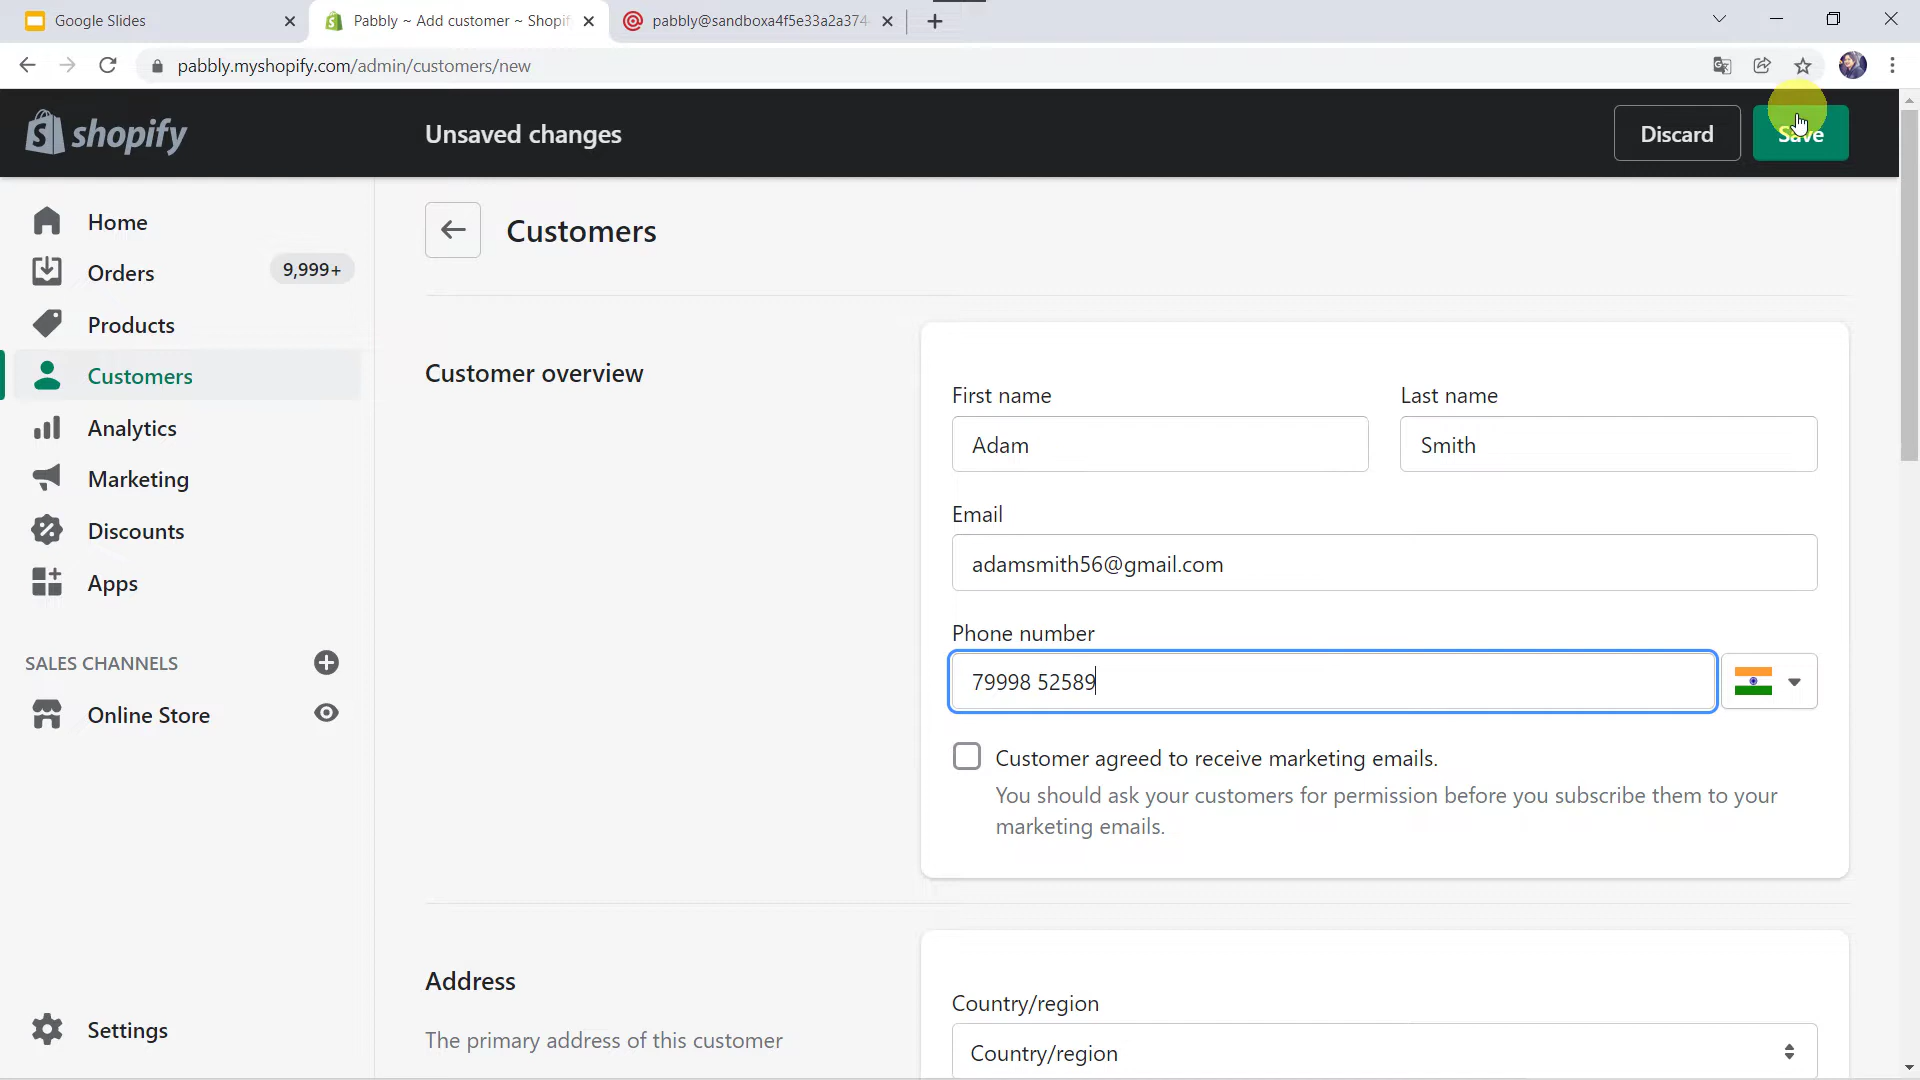 Google Slides
Pabbly ~ Add customer ~ Shopif
pabbly@sandboxa4f5e33a2a374
pabbly.myshopify.com/admin/customers/new
shopify
Unsaved changes
Discard
Save
Home
Orders
9,999+
Products
Customers
Analytics
Marketing
Discounts
Apps
SALES CHANNELS
Online Store
Settings
Customers
Customer overview
First name
Last name
Adam
Smith
Email
adamsmith56@gmail.com
Phone number
79998 52589
Customer agreed to receive marketing emails.
You should ask your customers for permission before you subscribe them to your
marketing emails.
Address
The primary address of this customer
Country/region
Country/region